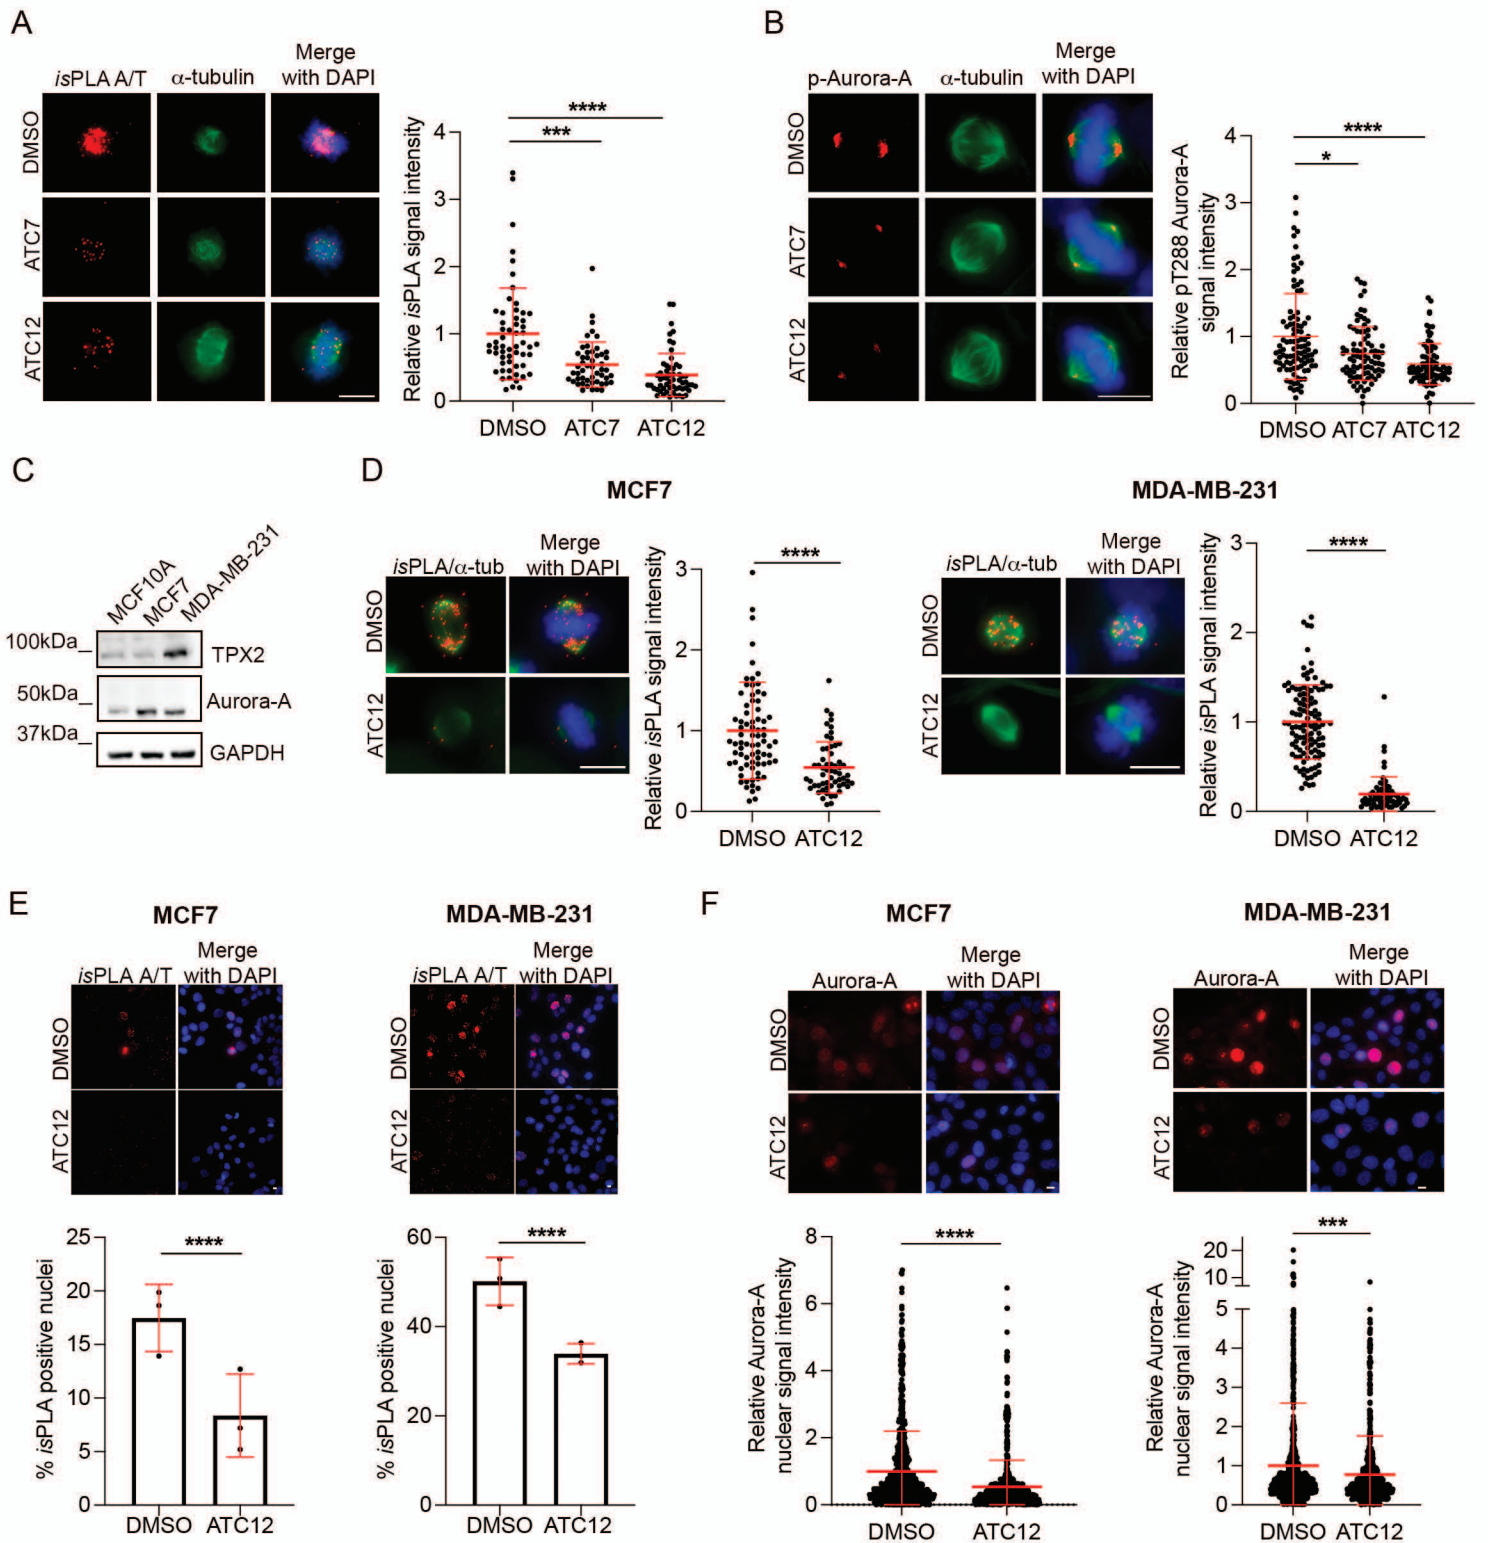 A
isPLA A/T
α-tubulin
Merge
with DAPI
DMSO
ATC7
ATC12
Relative isPLA signal intensity
4
3
2
1
0
****
***
DMSO ATC7 ATC12
B
p-Aurora-A
α-tubulin
Merge
with DAPI
DMSO
ATC7
ATC12
Relative pT288 Aurora-A
signal intensity
4
3
2
1
0
****
*
DMSO ATC7 ATC12
C
MCF10A
MCF7
MDA-MB-231
100kDa
50kDa
37kDa
TPX2
Aurora-A
GAPDH
D
MCF7
isPLA/α-tub
Merge
with DAPI
DMSO
ATC12
Relative isPLA signal intensity
3
2
1
0
****
DMSO ATC12
MDA-MB-231
isPLA/α-tub
Merge
with DAPI
DMSO
ATC12
Relative isPLA signal intensity
3
2
1
0
****
DMSO ATC12
E
MCF7
isPLA A/T
Merge
with DAPI
DMSO
ATC12
% isPLA positive nuclei
25
20
15
10
5
0
****
DMSO ATC12
MDA-MB-231
isPLA A/T
Merge
with DAPI
DMSO
ATC12
% isPLA positive nuclei
60
40
20
0
****
DMSO ATC12
F
MCF7
Aurora-A
Merge
with DAPI
DMSO
ATC12
Relative Aurora-A
nuclear signal intensity
8
6
4
2
0
****
DMSO ATC12
MDA-MB-231
Aurora-A
Merge
with DAPI
DMSO
ATC12
Relative Aurora-A
nuclear signal intensity
20
10
5
4
3
2
1
0
***
DMSO ATC12